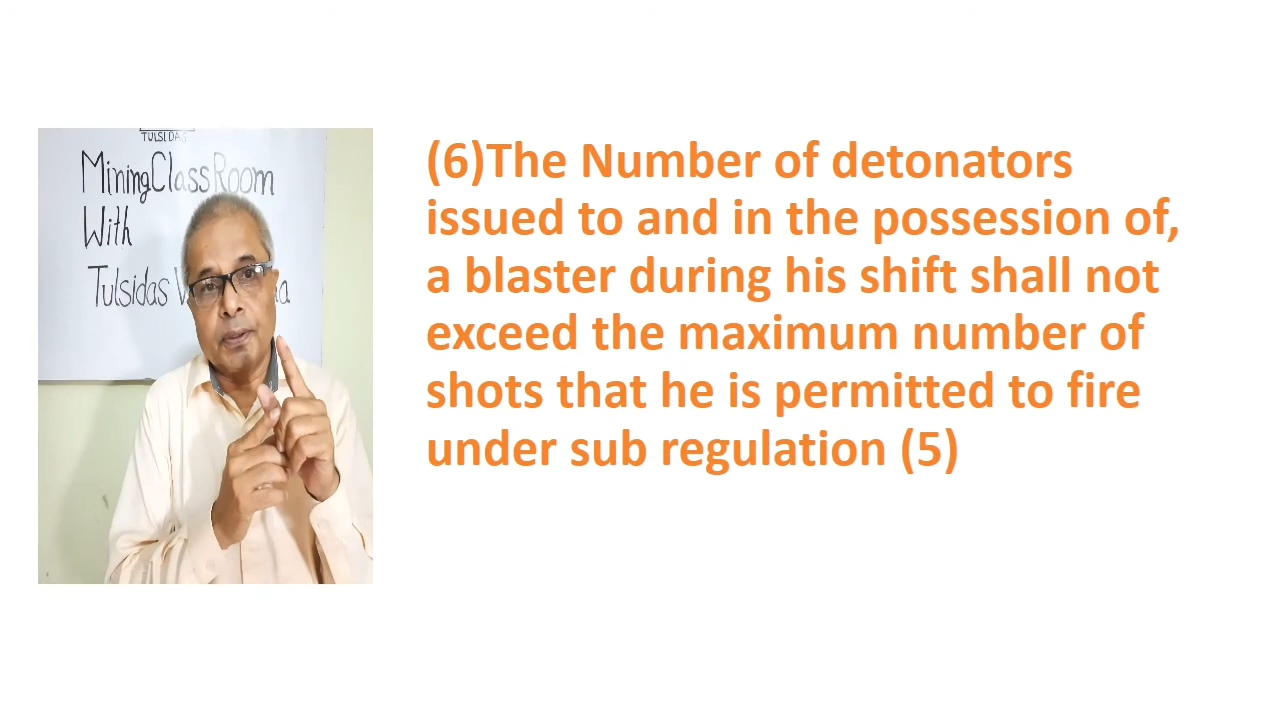 TULSIDAS
MiningClassRoom
With
Tulsidas
(6)The Number of detonators
issued to and in the possession of,
a blaster during his shift shall not
exceed the maximum number of
shots that he is permitted to fire
under sub regulation (5)